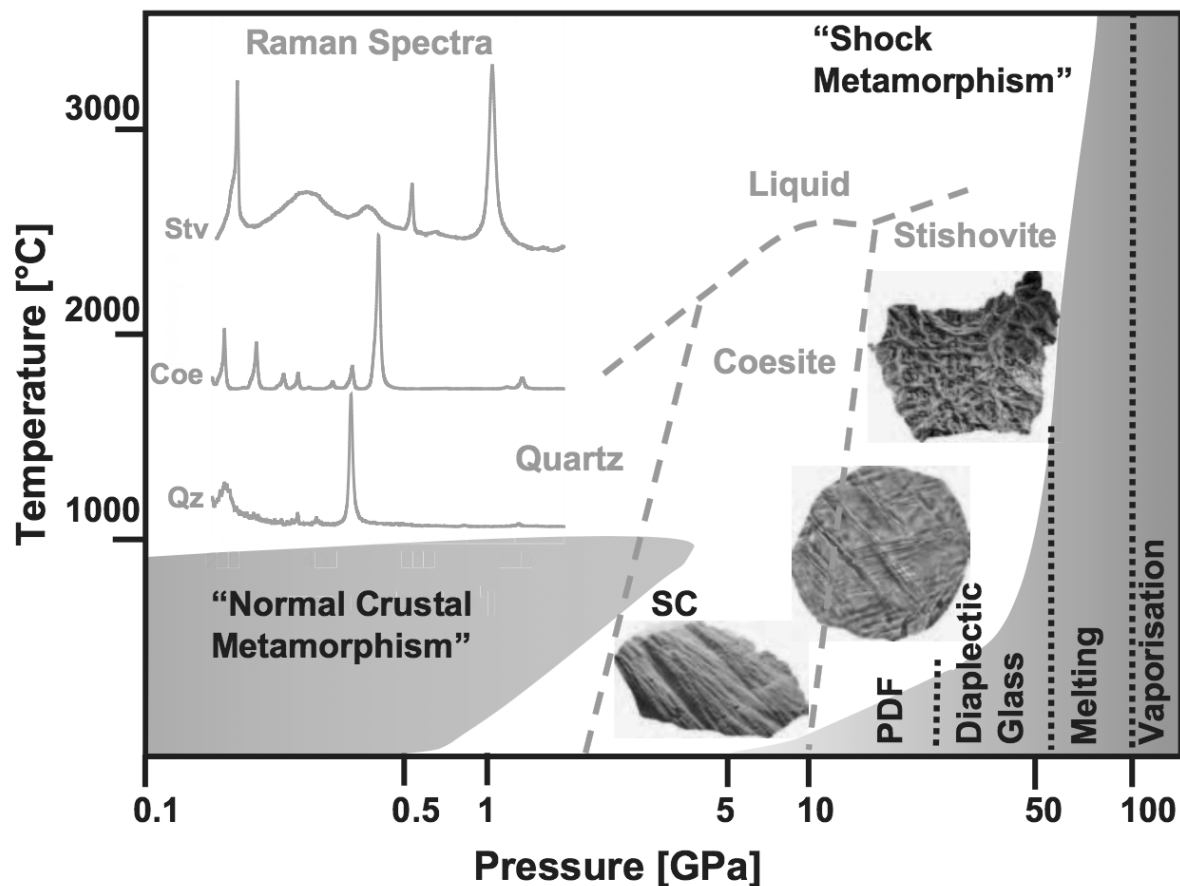 Raman Spectra
“Shock
Metamorphism”
3000
Liquid
Stv
Stishovite
2000
Coe
Coesite
Quartz
Qz
1000
“Normal Crustal
Metamorphism”
SC
PDF
Diaplectic
Glass
Melting
Vaporisation
Temperature [°C]
0.1
0.5
1
5
10
50
100
Pressure [GPa]